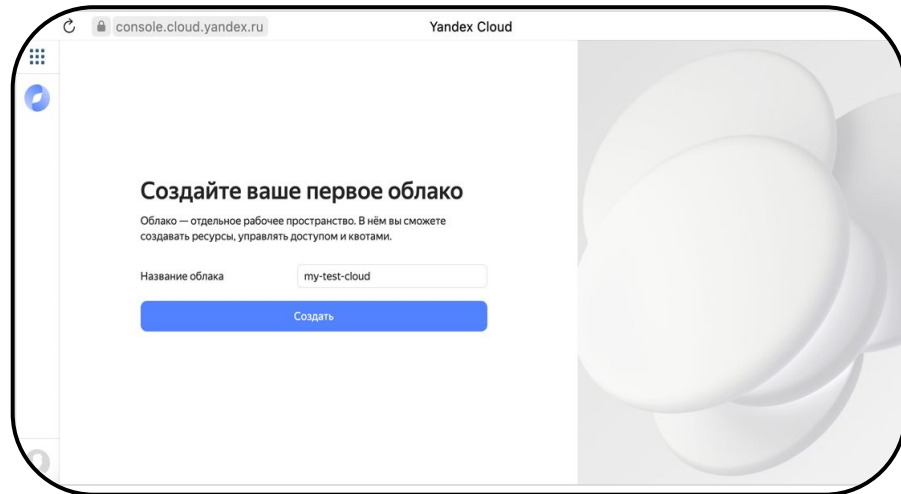 console.cloud.yandex.ru
Yandex Cloud
Создайте ваше первое облако
Облако — отдельное рабочее пространство. В нём вы сможете
создавать ресурсы, управлять доступом и квотами.
Название облака
my-test-cloud
Создать